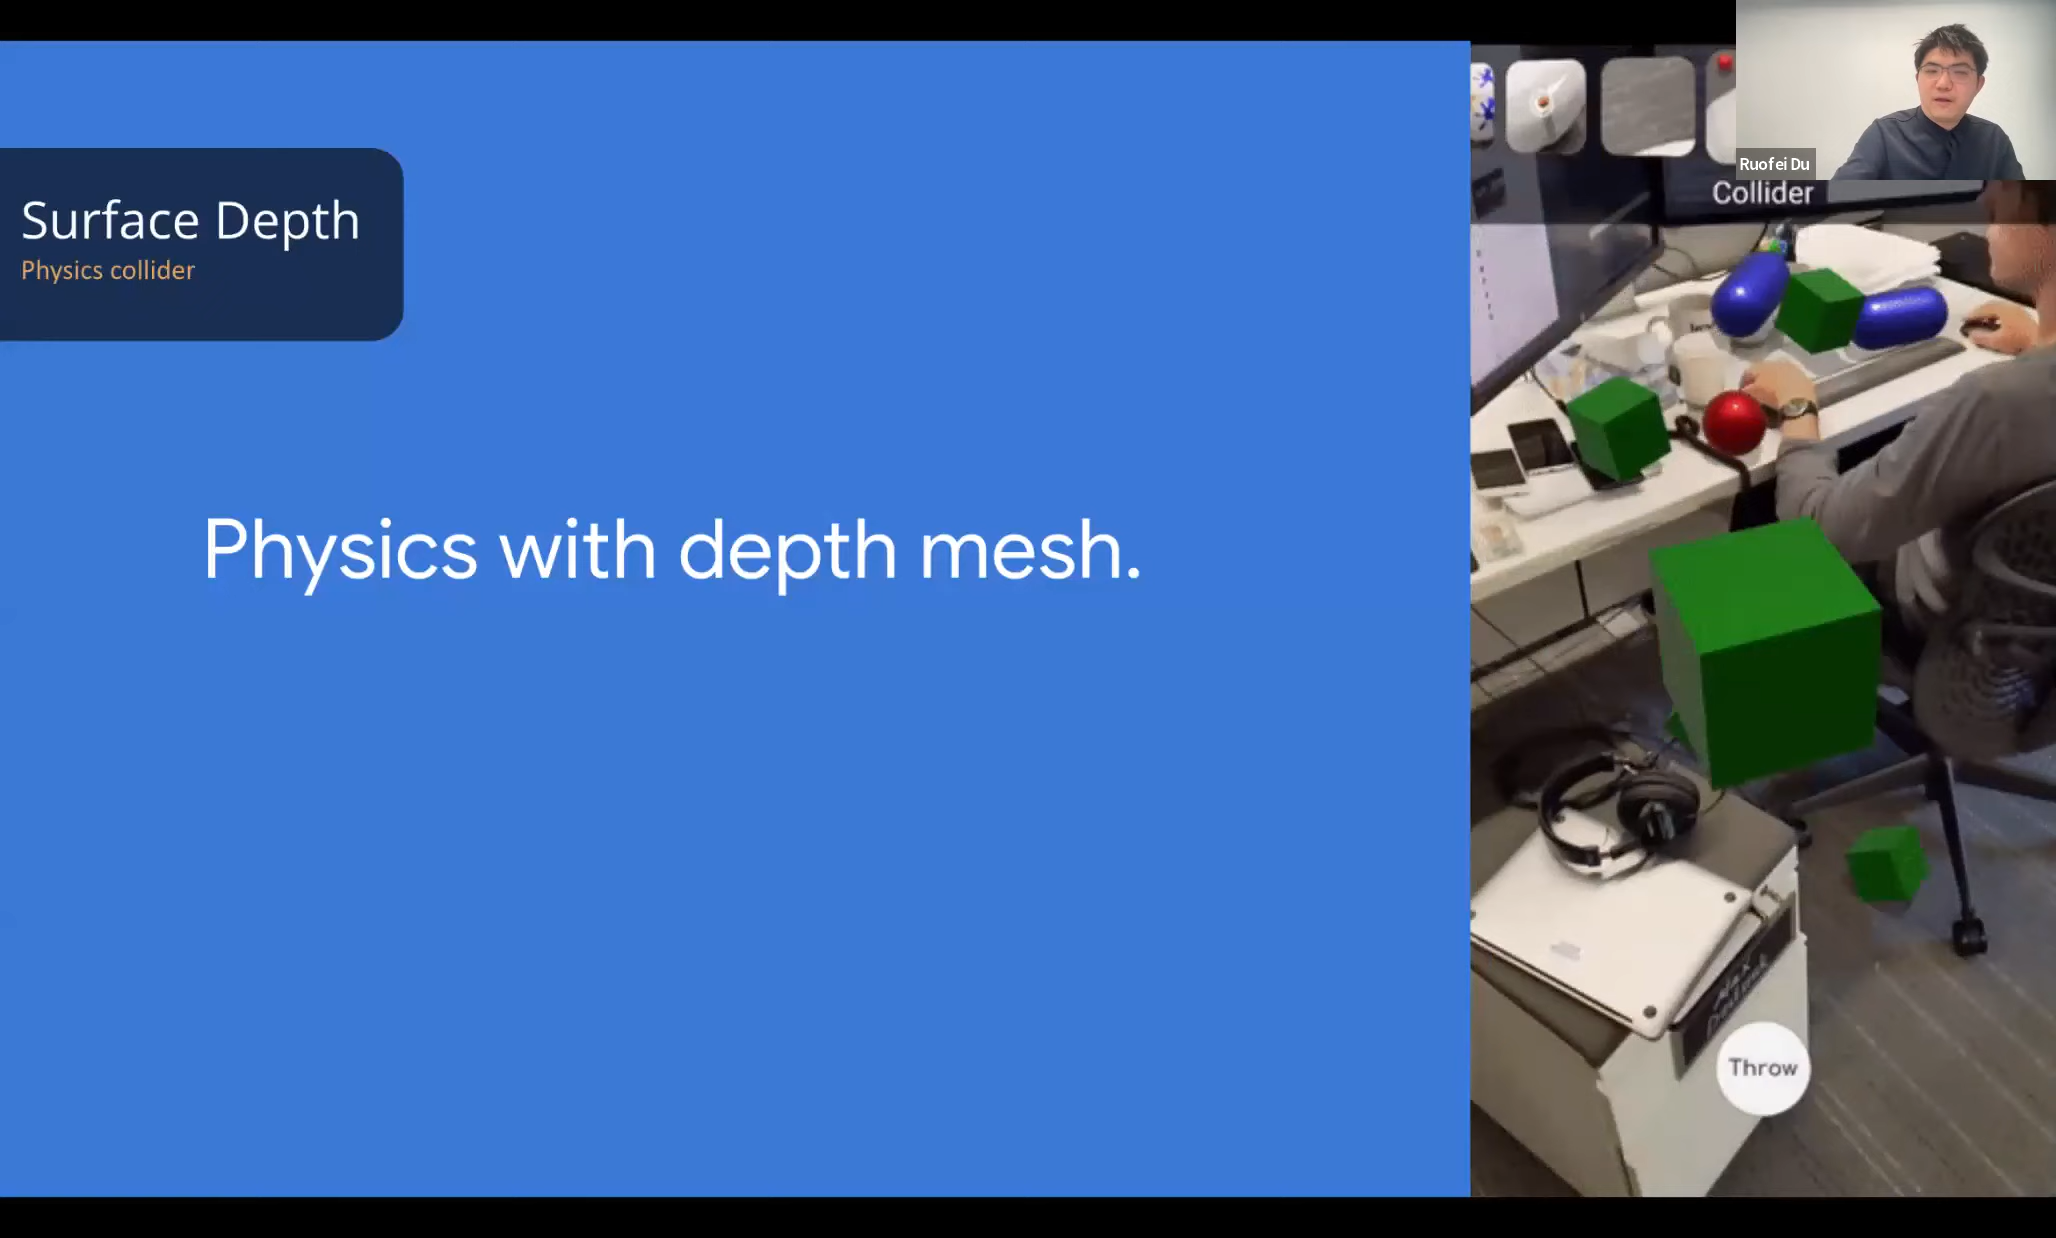 Surface Depth
Physics collider
Physics with depth mesh.
Ruofei Du
Collider
Throw